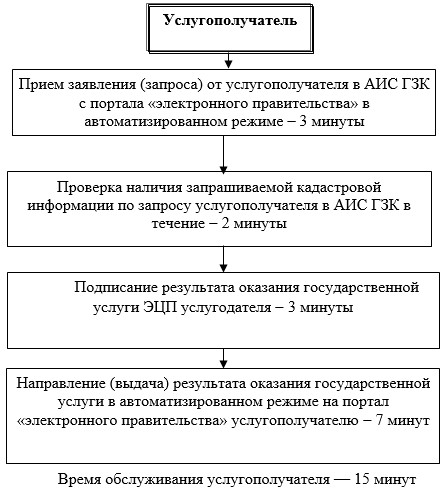 Услугополучатель
Прием заявления (запроса) от услугополучателя в АИС ГЗК
с портала «электронного правительства» в
автоматизированном режиме – 3 минуты
Проверка наличия запрашиваемой кадастровой
информации по запросу услугополучателя в АИС ГЗК в
течение – 2 минуты
Подписание результата оказания государственной
услуги ЭЦП услугодателя – 3 минуты
Направление (выдача) результата оказания государственной
услуги в автоматизированном режиме на портал
«электронного правительства» услугополучателю – 7 минут
Время обслуживания услугополучателя — 15 минут